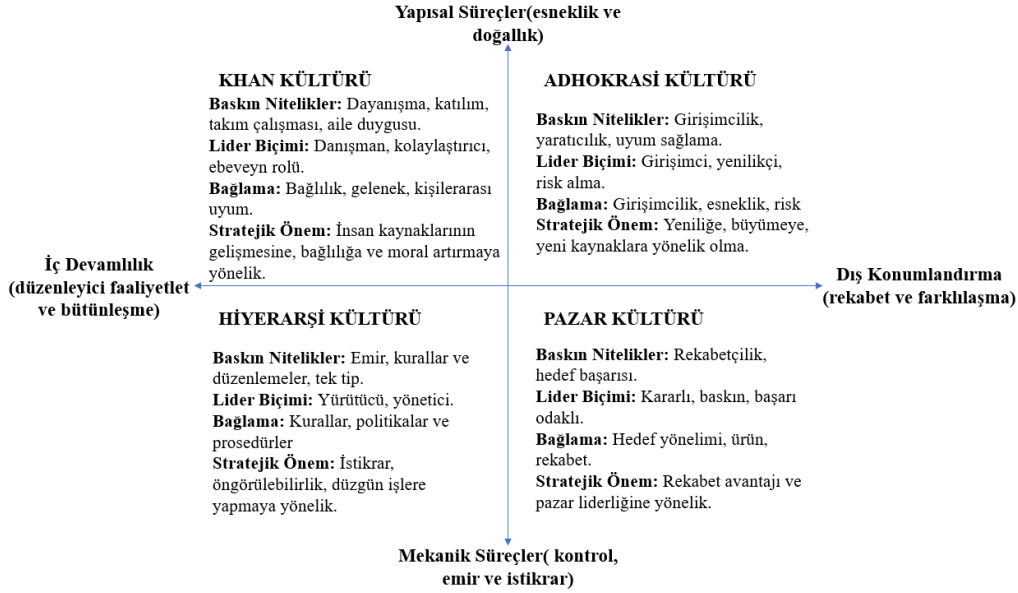 Yapısal Süreçler(esneklik ve
doğallık)
KHAN KÜLTÜRÜ
Baskın Nitelikler: Dayanışma, katılım,
takım çalışması, aile duygusu.
Lider Biçimi: Danışman, kolaylaştırıcı,
ebeveyn rolü.
Bağlama: Bağlılık, gelenek, kişilerarası
uyum.
Stratejik Önem: İnsan kaynaklarının
gelişmesine, bağlılığa ve moral artırmaya
yönelik.
ADHOKRASİ KÜLTÜRÜ
Baskın Nitelikler: Girişimcilik,
yaratıcılık, uyum sağlama.
Lider Biçimi: Girişimci, yenilikçi,
risk alma.
Bağlama: Girişimcilik, esneklik, risk
Stratejik Önem: Yeniliğe, büyümeye,
yeni kaynaklara yönelik olma.
İç Devamlılık
(düzenleyici faaliyetlet
ve bütünleşme)
Dış Konumlandırma
(rekabet ve farklılaşma)
HİYERARŞİ KÜLTÜRÜ
Baskın Nitelikler: Emir, kurallar ve
düzenlemeler, tek tip.
Lider Biçimi: Yürütücü, yönetici.
Bağlama: Kurallar, politikalar ve
prosedürler
Stratejik Önem: İstikrar,
öngörülebilirlik, düzgün işlere
yapmaya yönelik.
PAZAR KÜLTÜRÜ
Baskın Nitelikler: Rekabetçilik,
hedef başarısı.
Lider Biçimi: Kararlı, baskın, başarı
odaklı.
Bağlama: Hedef yönelimi, ürün,
rekabet.
Stratejik Önem: Rekabet avantajı ve
pazar liderliğine yönelik.
Mekanik Süreçler( kontrol,
emir ve istikrar)